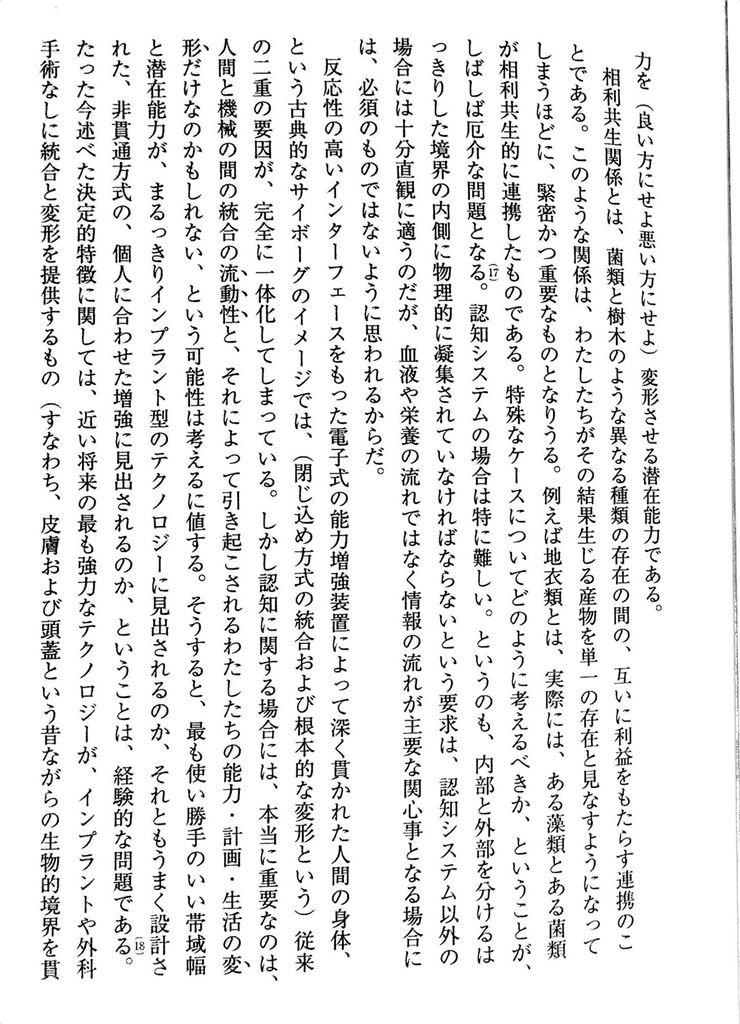 力を（良い方にせよ悪い方にせよ）変形させる潜在能力である。
　相利共生関係とは、菌類と樹木のような異なる種類の存在の間の、互いに利益をもたらす連携のこ
とである。このような関係は、わたしたちがその結果生じる産物を単一の存在と見なすようになって
しまうほどに、緊密かつ重要なものとなりうる。例えば地衣類とは、実際には、ある藻類とある菌類
が相利共生的に連携したものである。特殊なケースについてどのように考えるべきか、ということが、
しばしば厄介な問題となる。[17]認知システムの場合は特に難しい。というのも、内部と外部を分けるは
っきりした境界の内側に物理的に凝集されていなければならないという要求は、認知システム以外の
場合には十分直観に適うのだが、血液や栄養の流れではなく情報の流れが主要な関心事となる場合に
は、必須のものではないように思われるからだ。
　反応性の高いインターフェースをもった電子式の能力増強装置によって深く貫かれた人間の身体、
という古典的なサイボーグのイメージでは、（閉じ込め方式の統合および根本的な変形という）従来
の二重の要因が、完全に一体化してしまっている。しかし認知に関する場合には、本当に重要なのは、
人間と機械の間の統合の流動性と、それによって引き起こされるわたしたちの能力・計画・生活の変
形だけなのかもしれない、という可能性は考えるに値する。そうすると、最も使い勝手のいい帯域幅
と潜在能力が、まるっきりインプラント型のテクノロジーに見出されるのか、それともうまく設計さ
れた、非貫通方式の、個人に合わせた増強に見出されるのか、ということは、経験的な問題である。[18]
たった今述べた決定的特徴に関しては、近い将来の最も強力なテクノロジーが、インプラントや外科
手術なしに統合と変形を提供するもの（すなわち、皮膚および頭蓋という昔ながらの生物的境界を貫